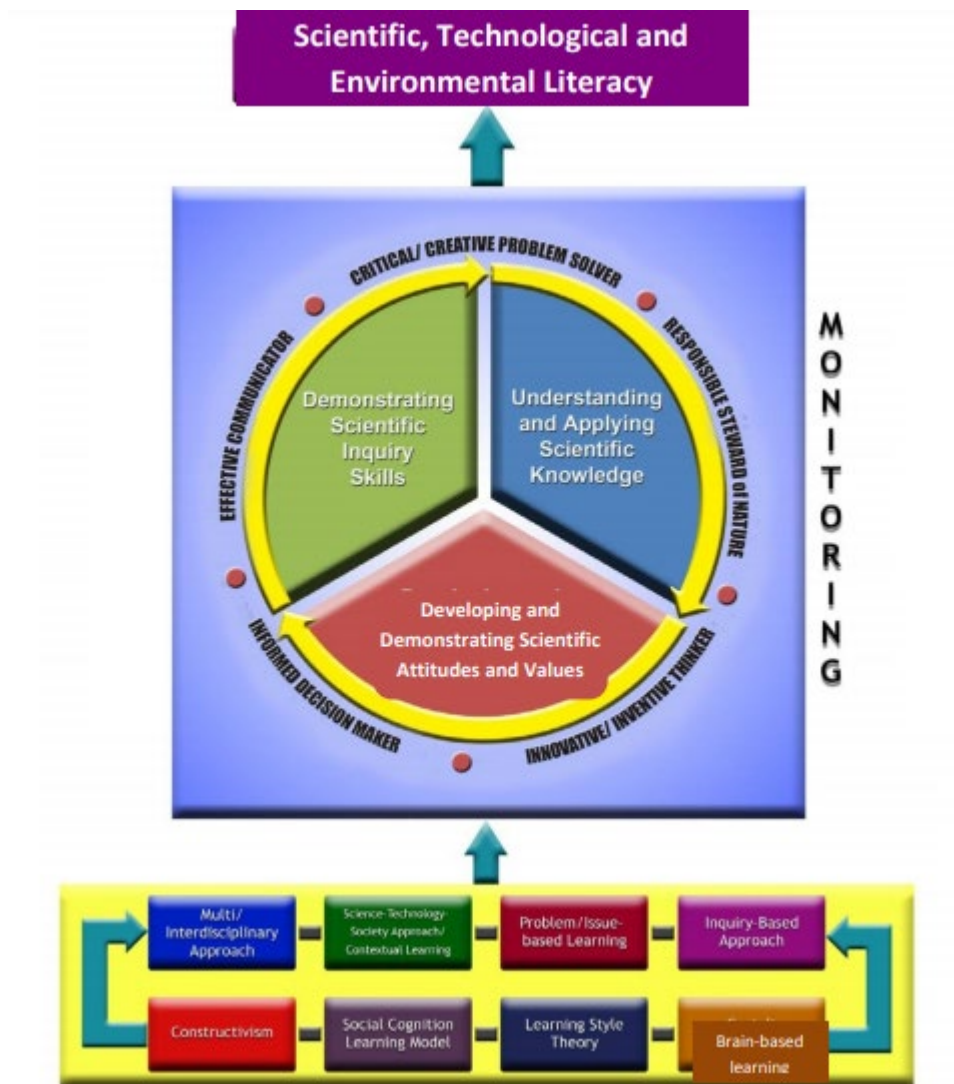 Scientific, Technological and
Environmental Literacy
CRITICAL/ CREATIVE PROBLEM SOLVER
EFFECTIVE COMMUNICATOR
RESPONSIBLE STEWARD of NATURE
Demonstrating
Scientific
Inquiry
Skills
Understanding
and Applying
Scientific
Knowledge
Developing and
Demonstrating Scientific
Attitudes and Values
INFORMED DECISION MAKER
INNOVATIVE/ INVENTIVE THINKER
MONITORING
Multi/
Interdisciplinary
Approach
Science-Technology-
Society Approach/
Contextual Learning
Problem/Issue-
based Learning
Inquiry-Based
Approach
Constructivism
Social Cognition
Learning Model
Learning Style
Theory
Brain-based
learning